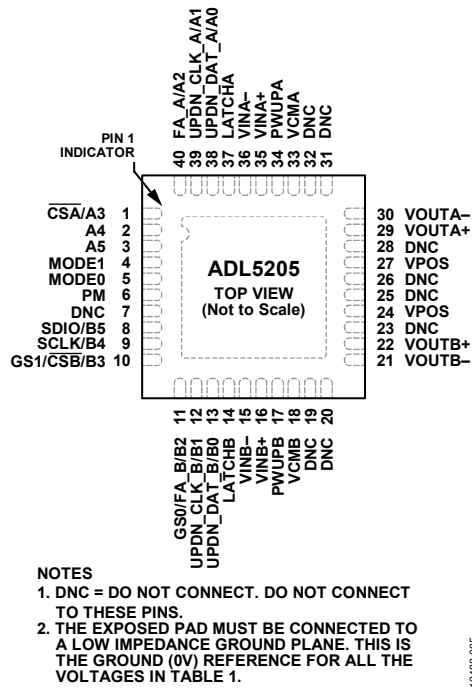 40 FA_A/A2
39 UPDN_CLK_A/A1
38 UPDN_DAT_A/A0
37 LATCHA
36 VINA–
35 VINA+
34 PWUPA
33 VCMA
32 DNC
31 DNC
PIN 1
INDICATOR
CSA/A3 1
A4 2
A5 3
MODE1 4
MODE0 5
PM 6
DNC 7
SDIO/B5 8
SCLK/B4 9
GS1/CSB/B3 10
ADL5205
TOP VIEW
(Not to Scale)
30 VOUTA–
29 VOUTA+
28 DNC
27 VPOS
26 DNC
25 DNC
24 VPOS
23 DNC
22 VOUTB+
21 VOUTB–
GS0/FA_B/B2 11
UPDN_CLK_B/B1 12
UPDN_DAT_B/B0 13
LATCHB 14
VINB– 15
VINB+ 16
PWUPB 17
VCMB 18
DNC 19
DNC 20
NOTES
1. DNC = DO NOT CONNECT. DO NOT CONNECT
TO THESE PINS.
2. THE EXPOSED PAD MUST BE CONNECTED TO
A LOW IMPEDANCE GROUND PLANE. THIS IS
THE GROUND (0V) REFERENCE FOR ALL THE
VOLTAGES IN TABLE 1.